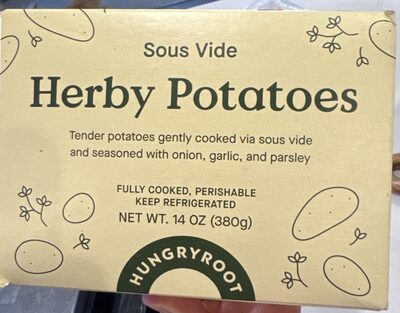 Sous Vide
Herby Potatoes
Tender potatoes gently cooked via sous vide
and seasoned with onion, garlic, and parsley
FULLY COOKED, PERISHABLE
KEEP REFRIGERATED
NET WT. 14 OZ (380g)
HUNGRYROOT